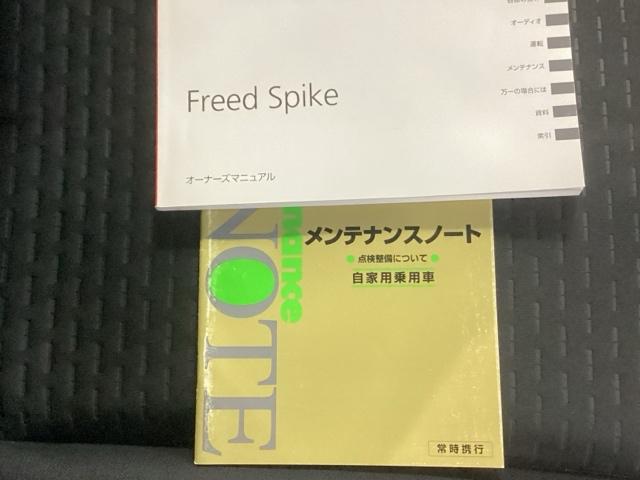 オーディオ
運転
メンテナンス
万一の場合には
資料
索引
Freed Spike
オーナーズマニュアル
メンテナンスノート
点検整備について
自家用乗用車
NOTE
常時携行